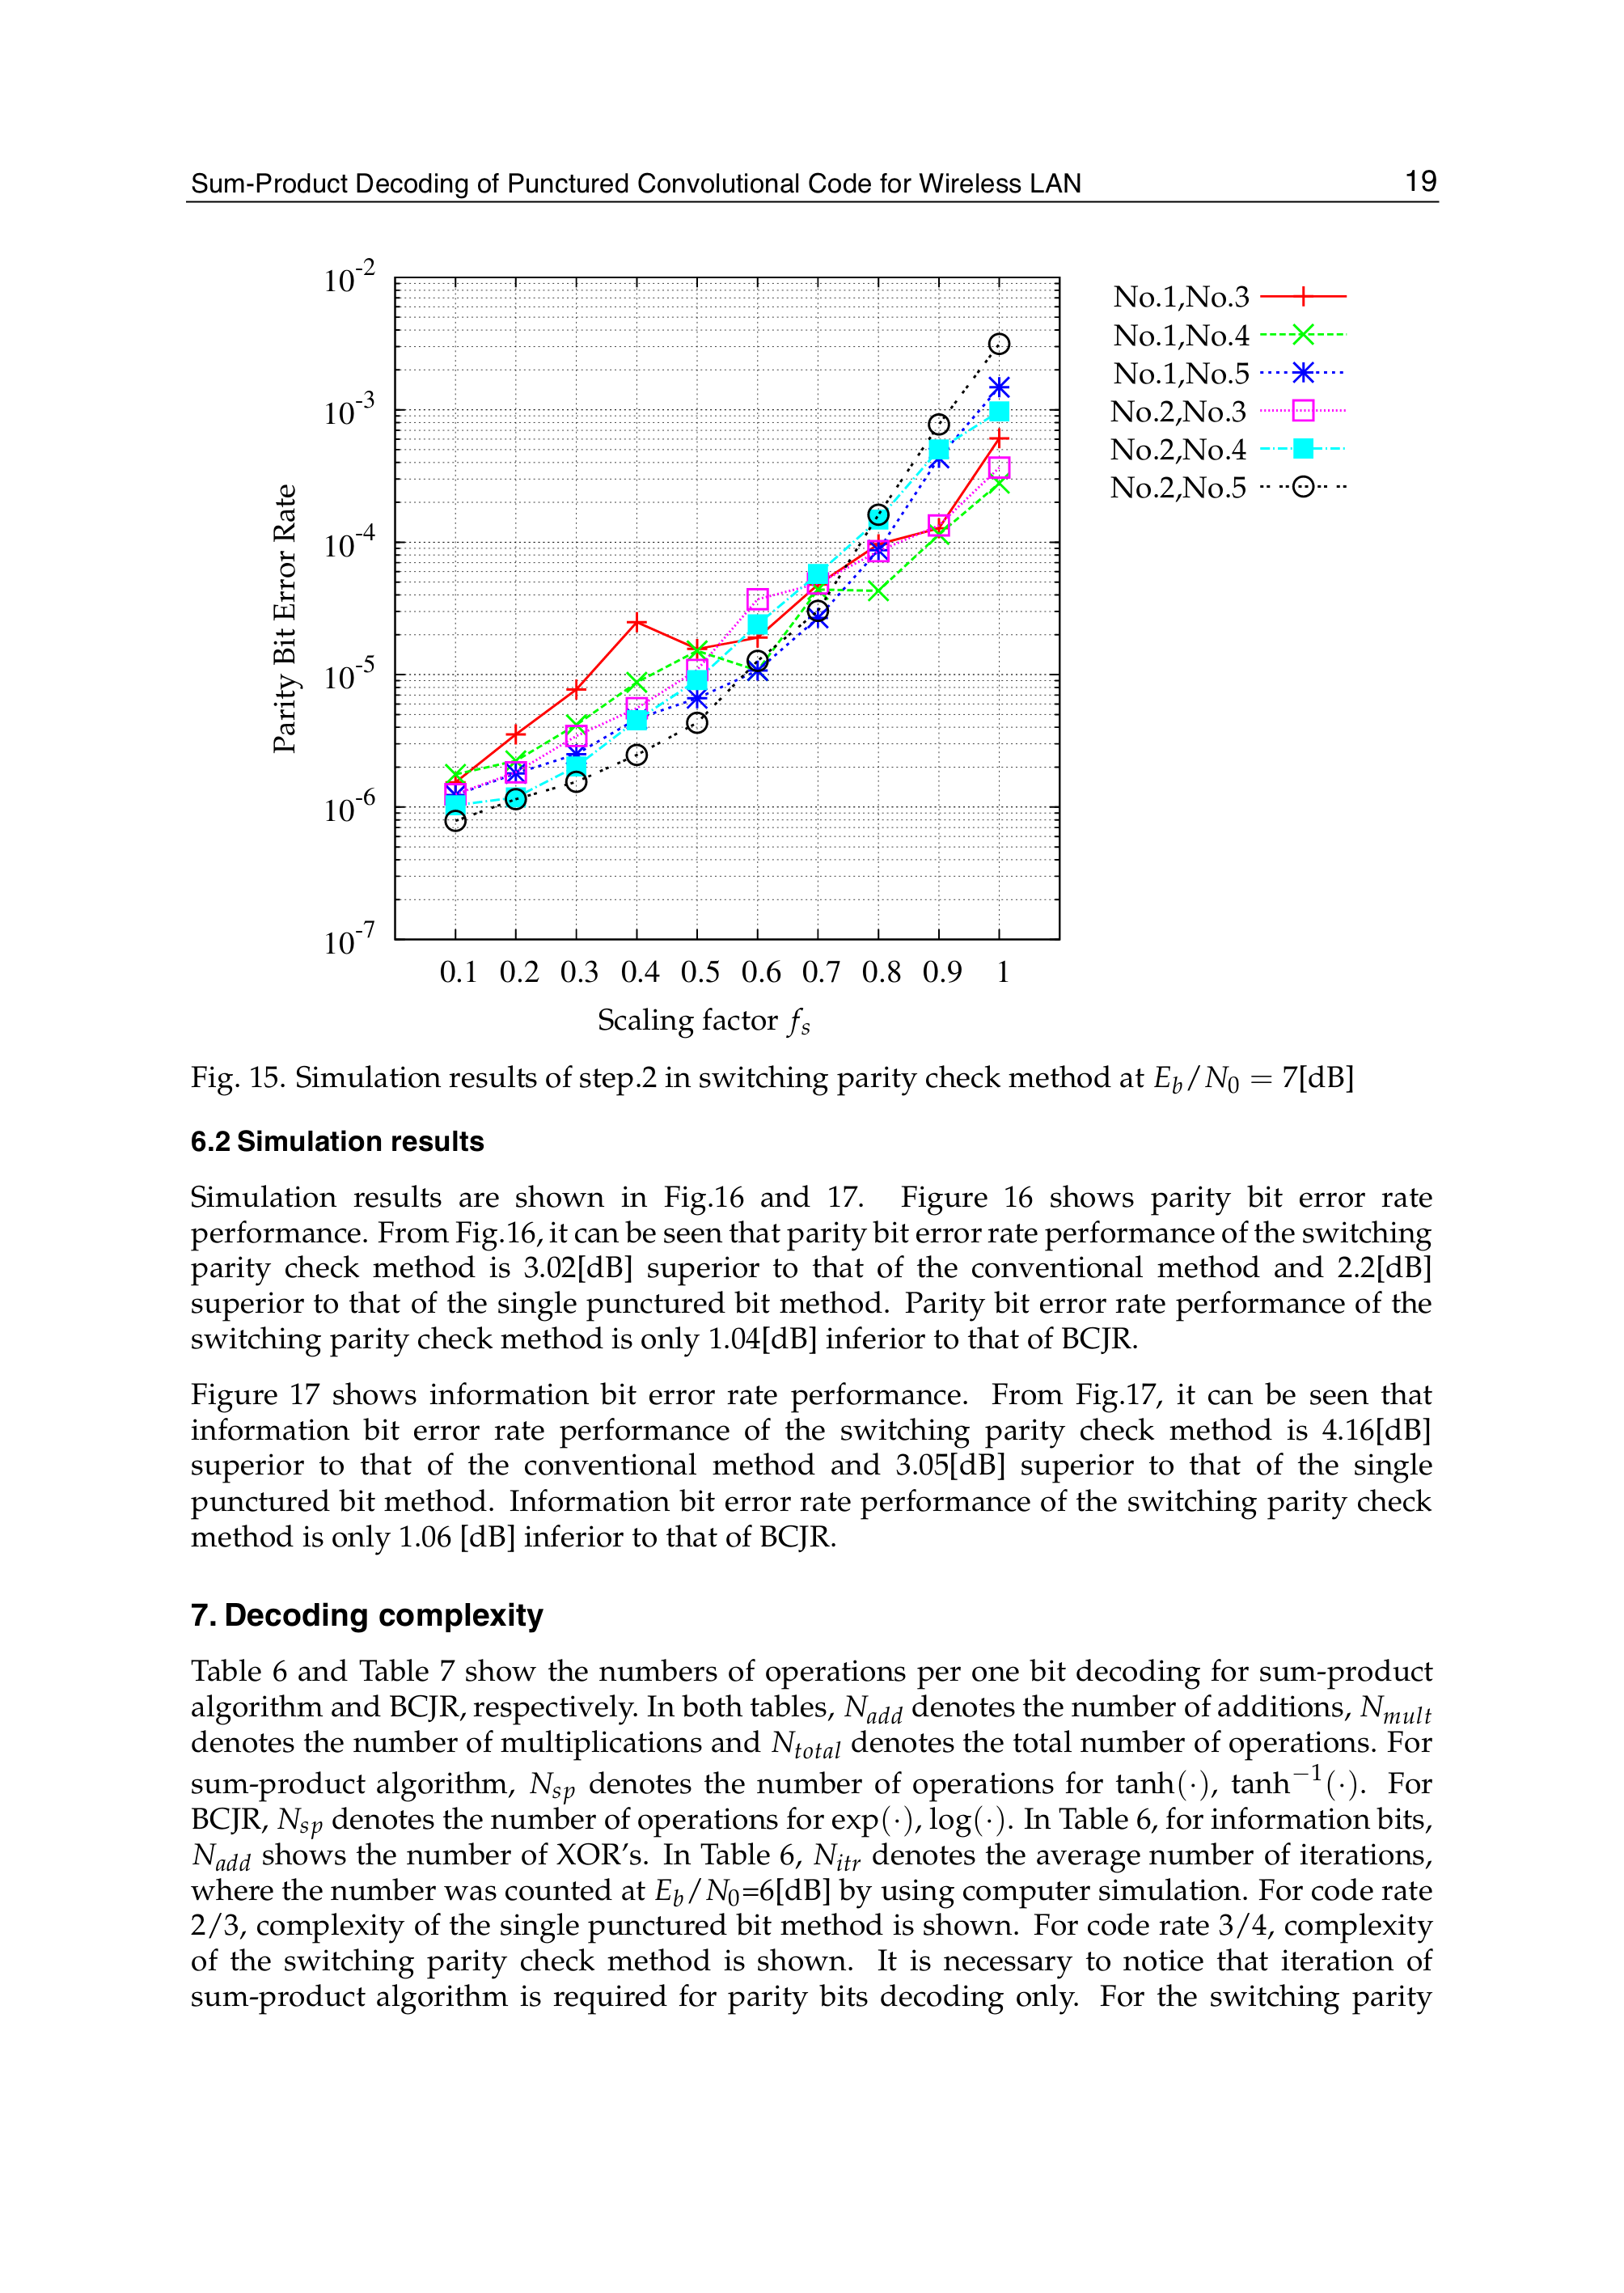 Sum-Product Decoding of Punctured Convolutional Code for Wireless LAN 19
10^-2
10^-3
10^-4
10^-5
10^-6
10^-7
Parity Bit Error Rate
0.1 0.2 0.3 0.4 0.5 0.6 0.7 0.8 0.9 1
Scaling factor f_s
No.1,No.3
No.1,No.4
No.1,No.5
No.2,No.3
No.2,No.4
No.2,No.5
Fig. 15. Simulation results of step.2 in switching parity check method at E_b/N_0 = 7[dB]
6.2 Simulation results
Simulation results are shown in Fig.16 and 17. Figure 16 shows parity bit error rate
performance. From Fig.16, it can be seen that parity bit error rate performance of the switching
parity check method is 3.02[dB] superior to that of the conventional method and 2.2[dB]
superior to that of the single punctured bit method. Parity bit error rate performance of the
switching parity check method is only 1.04[dB] inferior to that of BCJR.
Figure 17 shows information bit error rate performance. From Fig.17, it can be seen that
information bit error rate performance of the switching parity check method is 4.16[dB]
superior to that of the conventional method and 3.05[dB] superior to that of the single
punctured bit method. Information bit error rate performance of the switching parity check
method is only 1.06 [dB] inferior to that of BCJR.
7. Decoding complexity
Table 6 and Table 7 show the numbers of operations per one bit decoding for sum-product
algorithm and BCJR, respectively. In both tables, N_add denotes the number of additions, N_mult
denotes the number of multiplications and N_total denotes the total number of operations. For
sum-product algorithm, N_sp denotes the number of operations for tanh(·), tanh^−1(·). For
BCJR, N_sp denotes the number of operations for exp(·), log(·). In Table 6, for information bits,
N_add shows the number of XOR's. In Table 6, N_itr denotes the average number of iterations,
where the number was counted at E_b/N_0=6[dB] by using computer simulation. For code rate
2/3, complexity of the single punctured bit method is shown. For code rate 3/4, complexity
of the switching parity check method is shown. It is necessary to notice that iteration of
sum-product algorithm is required for parity bits decoding only. For the switching parity